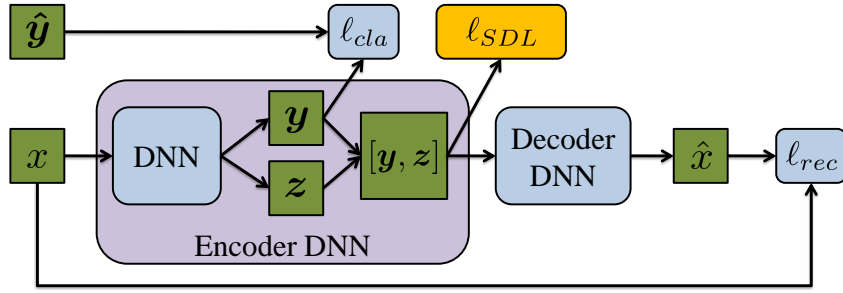 ŷ
ℓ_cla
ℓ_SDL
x
DNN
y
z
[y, z]
Encoder DNN
Decoder
DNN
x̂
ℓ_rec